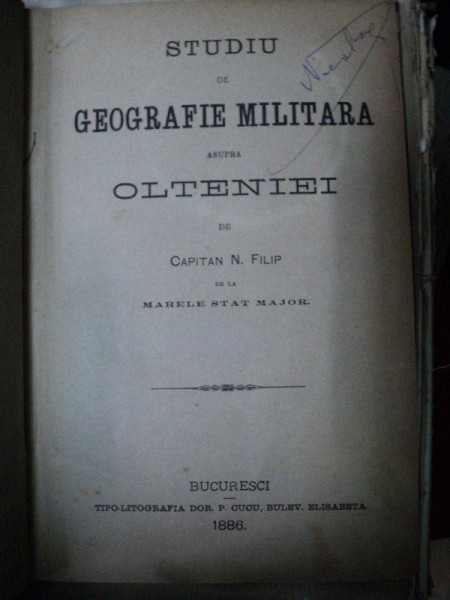 STUDIU
DE
GEOGRAFIE MILITARA
ASUPRA
OLTENIEI
DE
CAPITAN N. FILIP
DE LA
MARELE STAT MAJOR.
BUCURESCI
TIPO-LITOGRAFIA DOR. P. CUCU, BULEV. ELISABETA
1886.